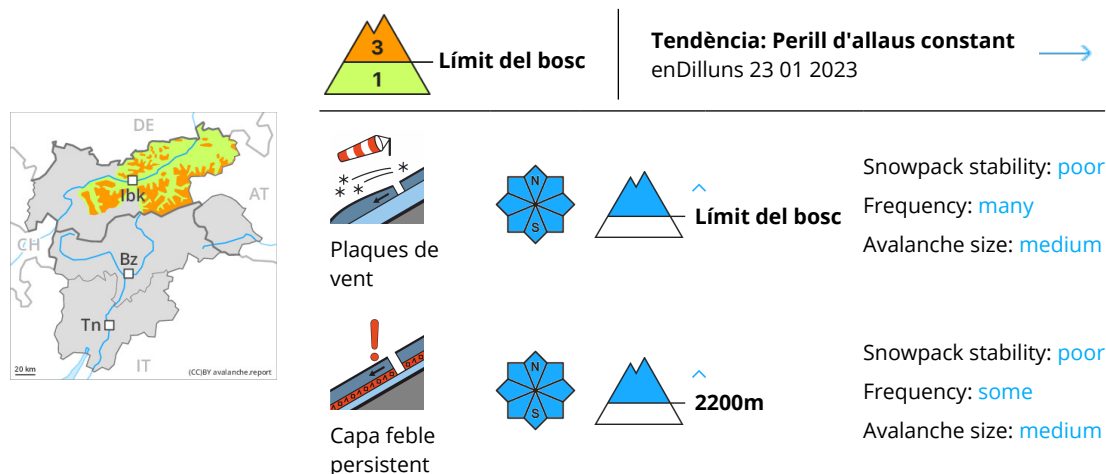 3
1
Límit del bosc
Tendència: Perill d'allaus constant
enDilluns 23 01 2023
DE
AT
CH
IT
Ibk
Bz
Tn
20 km
(CC)BY avalanche.report
Plaques de
vent
N
S
Límit del bosc
Snowpack stability: poor
Frequency: many
Avalanche size: medium
Capa feble
persistent
N
S
2200m
Snowpack stability: poor
Frequency: some
Avalanche size: medium